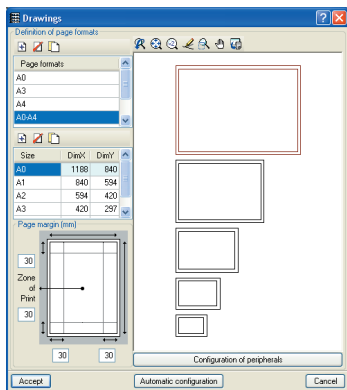 Drawings
Definition of page formats
Page formats
A0
A3
A4
A0-A4
Size DimX DimY
A0 1188 840
A1 840 594
A2 594 420
A3 420 297
Page margin (mm)
30
Zone
of
Print
30
30 30
Configuration of peripherals
Accept Automatic configuration Cancel